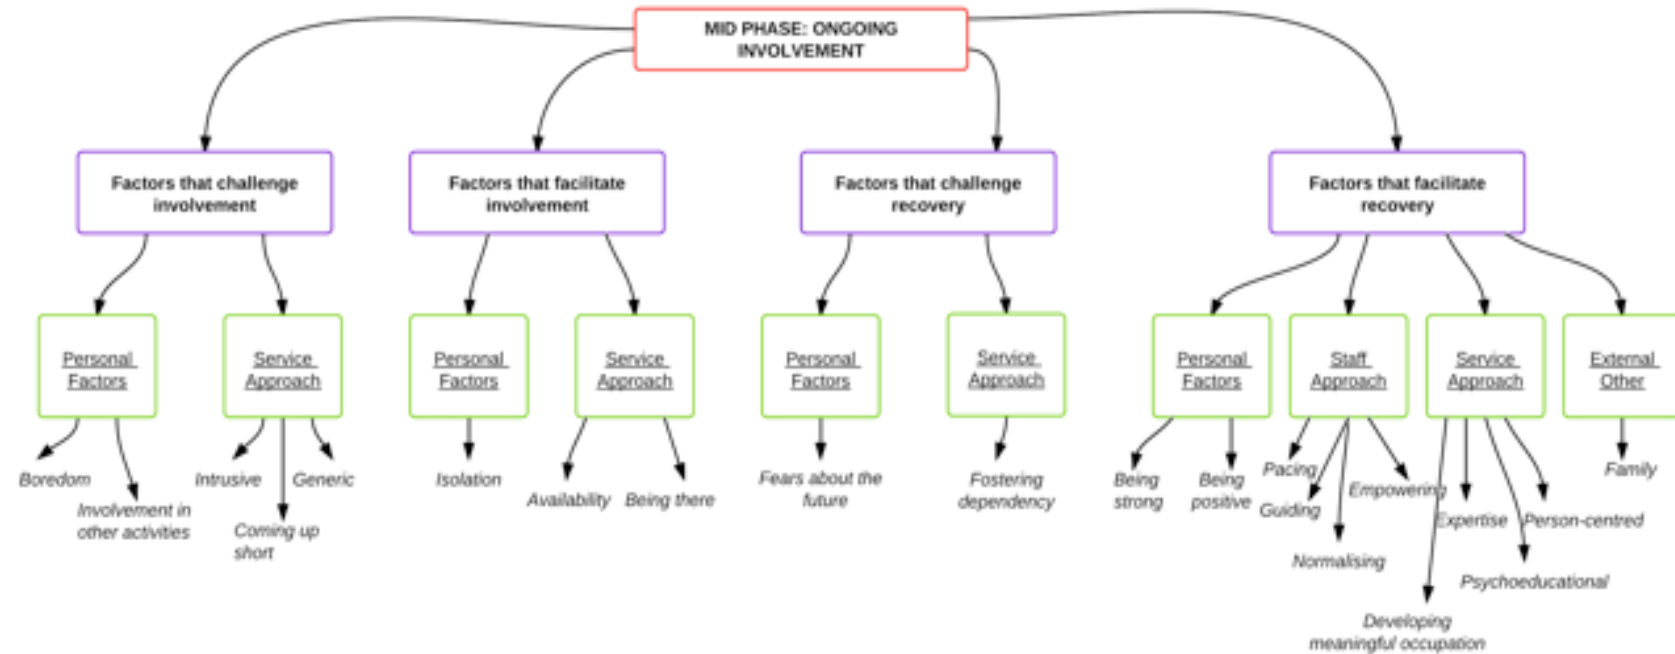 MID PHASE: ONGOING
INVOLVEMENT
Factors that challenge
involvement
Factors that facilitate
involvement
Factors that challenge
recovery
Factors that facilitate
recovery
Personal
Factors
Service
Approach
Personal
Factors
Service
Approach
Personal
Factors
Service
Approach
Personal
Factors
Staff
Approach
Service
Approach
External
Other
Boredom
Involvement in
other activities
Intrusive
Coming up
short
Generic
Isolation
Availability
Being there
Fears about the
future
Fostering
dependency
Being
strong
Being
positive
Pacing
Guiding
Normalising
Empowering
Developing
meaningful occupation
Expertise
Psychoeducational
Person-centred
Family